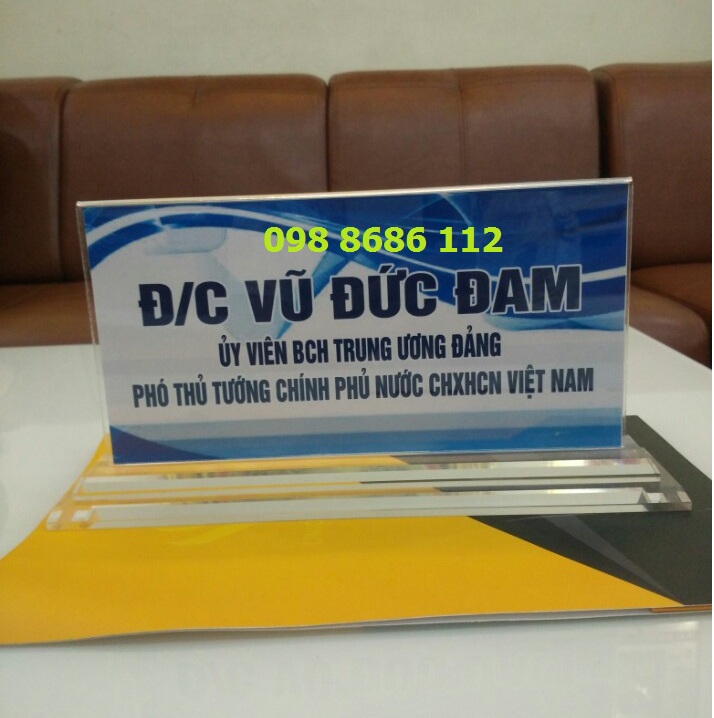 098 8686 112
Đ/C VŨ ĐỨC ĐAM
ỦY VIÊN BCH TRUNG ƯƠNG ĐẢNG
PHÓ THỦ TƯỚNG CHÍNH PHỦ NƯỚC CHXHCN VIỆT NAM